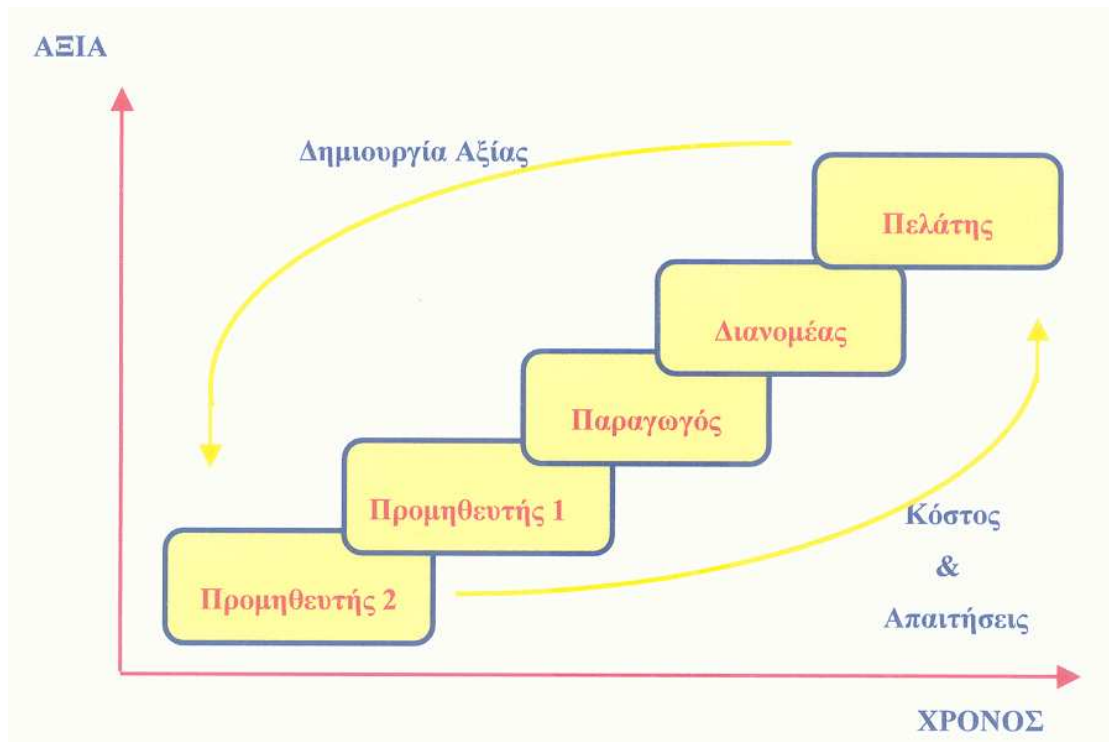 ΑΞΙΑ
Δημιουργία Αξίας
Πελάτης
Διανομέας
Παραγωγός
Προμηθευτής 1
Κόστος
&
Απαιτήσεις
Προμηθευτής 2
ΧΡΟΝΟΣ